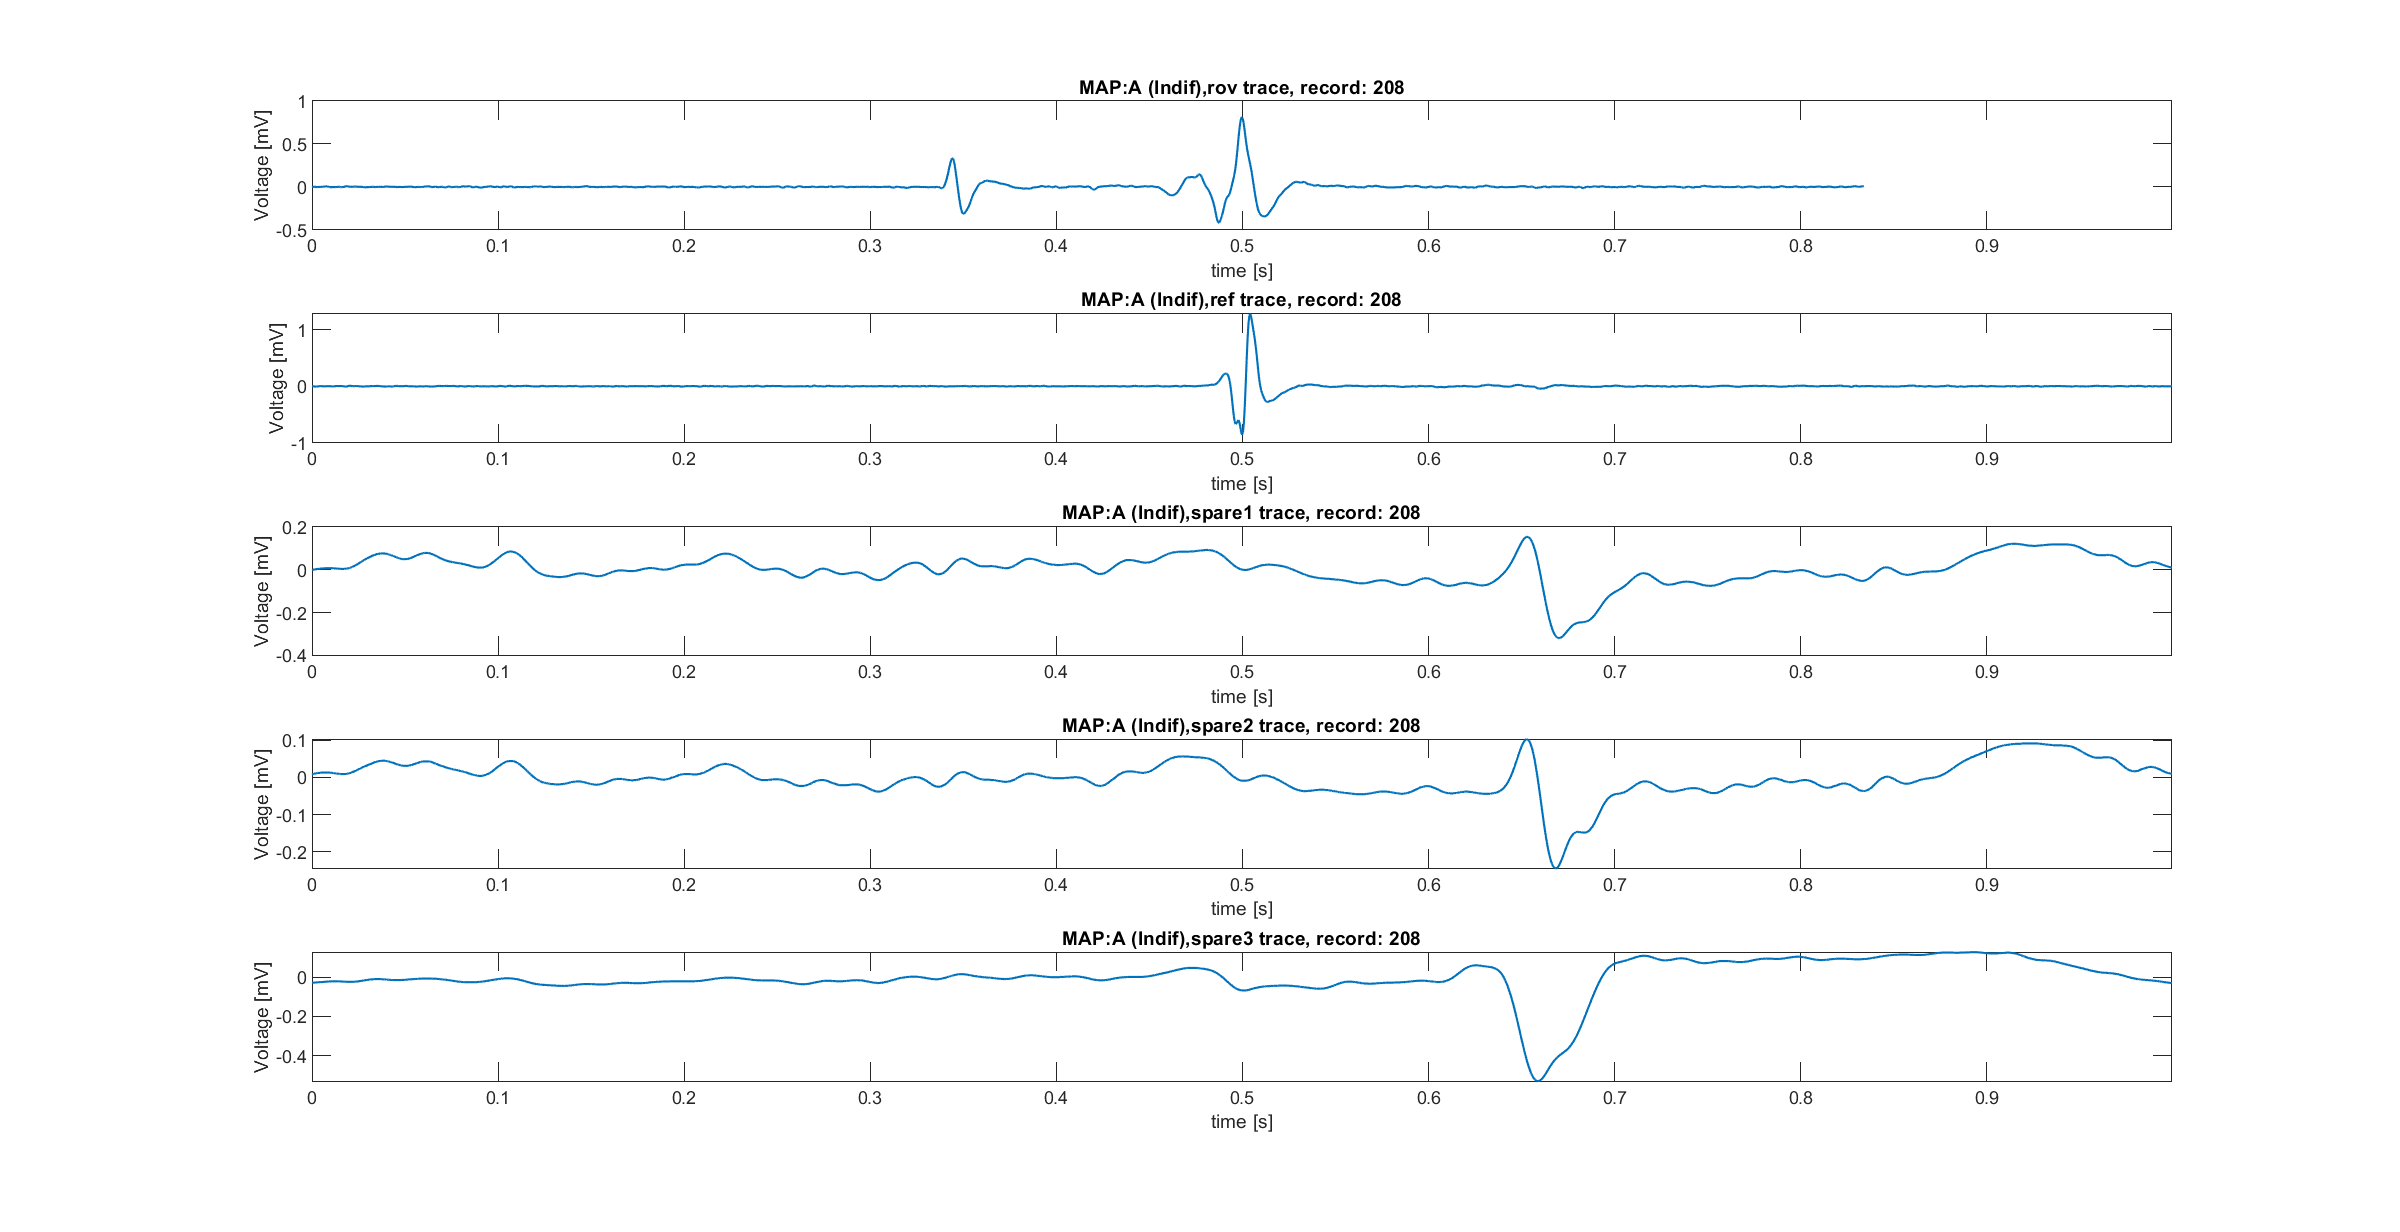 MAP:A (Indif),rov trace, record: 208
Voltage [mV]
1
0.5
0
-0.5
0 0.1 0.2 0.3 0.4 0.5 0.6 0.7 0.8 0.9
time [s]
MAP:A (Indif),ref trace, record: 208
Voltage [mV]
1
0
-1
0 0.1 0.2 0.3 0.4 0.5 0.6 0.7 0.8 0.9
time [s]
MAP:A (Indif),spare1 trace, record: 208
Voltage [mV]
0.2
0
-0.2
-0.4
0 0.1 0.2 0.3 0.4 0.5 0.6 0.7 0.8 0.9
time [s]
MAP:A (Indif),spare2 trace, record: 208
Voltage [mV]
0.1
0
-0.1
-0.2
0 0.1 0.2 0.3 0.4 0.5 0.6 0.7 0.8 0.9
time [s]
MAP:A (Indif),spare3 trace, record: 208
Voltage [mV]
0
-0.2
-0.4
0 0.1 0.2 0.3 0.4 0.5 0.6 0.7 0.8 0.9
time [s]